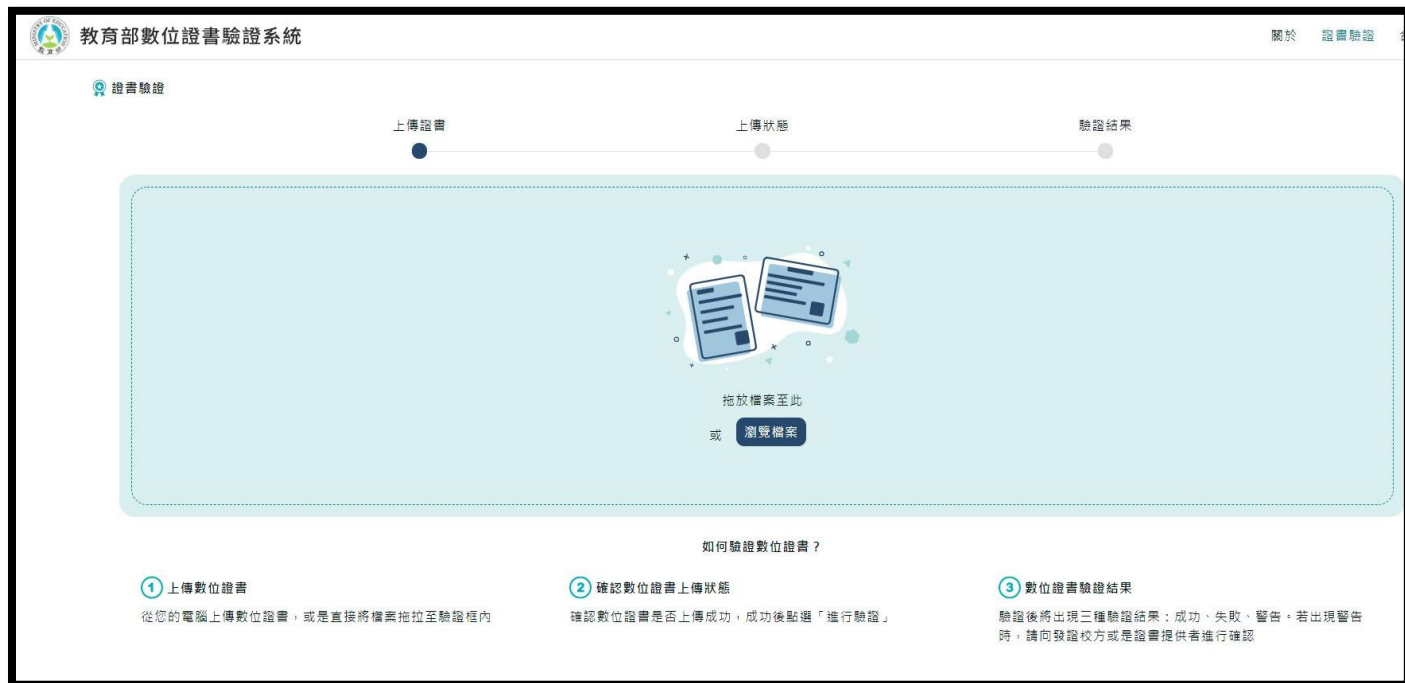 教育部數位證書驗證系統
關於 證書驗證
證書驗證
上傳證書 上傳狀態 驗證結果
拖放檔案至此
或 瀏覽檔案
如何驗證數位證書？
1 上傳數位證書
從您的電腦上傳數位證書，或是直接將檔案拖拉至驗證框內
2 確認數位證書上傳狀態
確認數位證書是否上傳成功，成功後點選「進行驗證」
3 數位證書驗證結果
驗證後將出現三種驗證結果：成功、失敗、警告。若出現警告
時，請向發證校方或是證書提供者進行確認